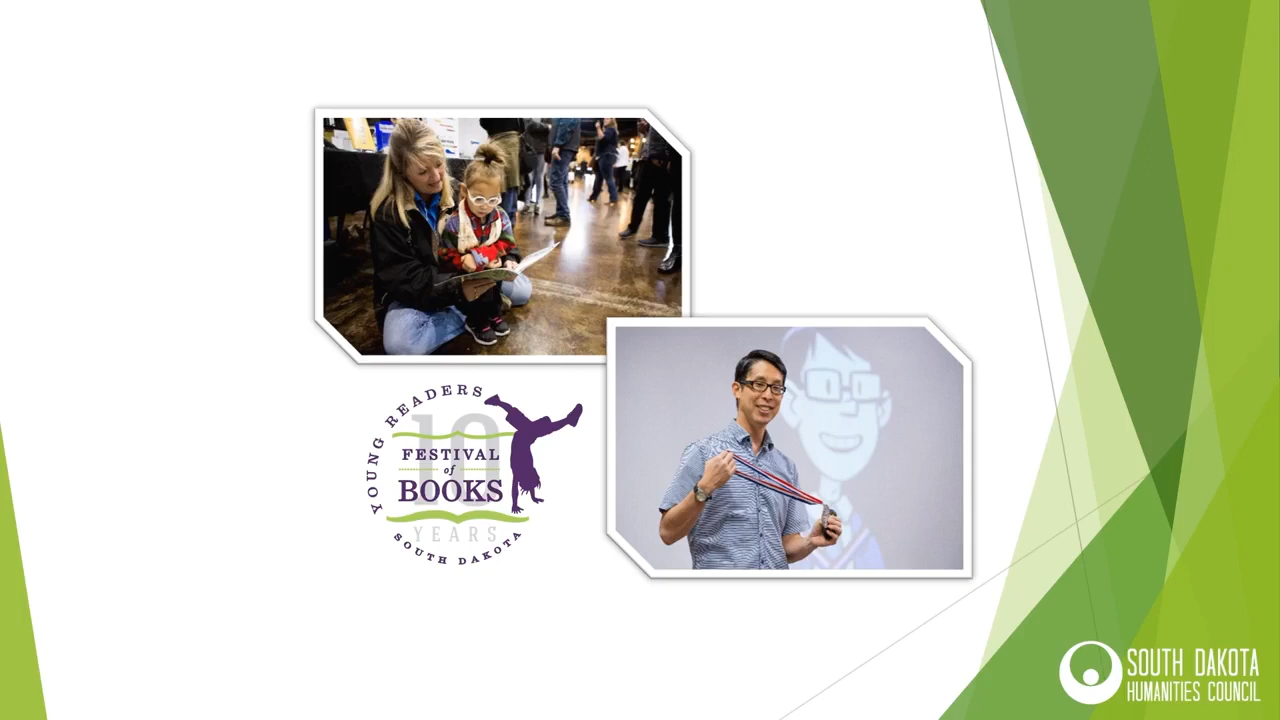 YOUNG READERS
10
FESTIVAL
of
BOOKS
YEARS
SOUTH DAKOTA
SOUTH DAKOTA
HUMANITIES COUNCIL